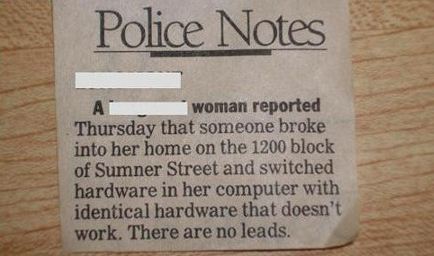 Police Notes
A woman reported
Thursday that someone broke
into her home on the 1200 block
of Sumner Street and switched
hardware in her computer with
identical hardware that doesn't
work. There are no leads.